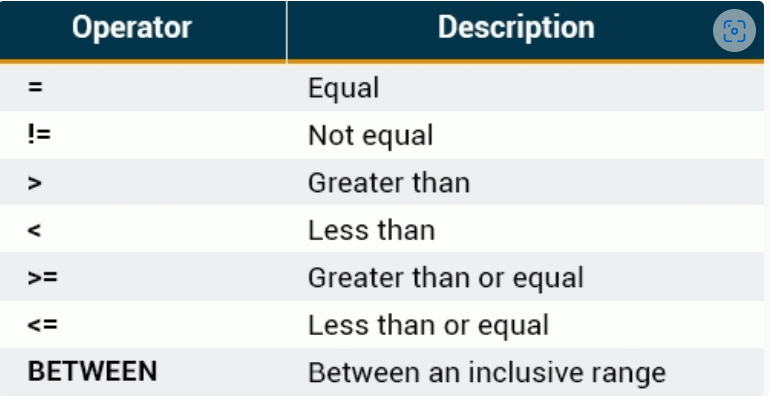 Operator Description
= Equal
!= Not equal
> Greater than
< Less than
>= Greater than or equal
<= Less than or equal
BETWEEN Between an inclusive range